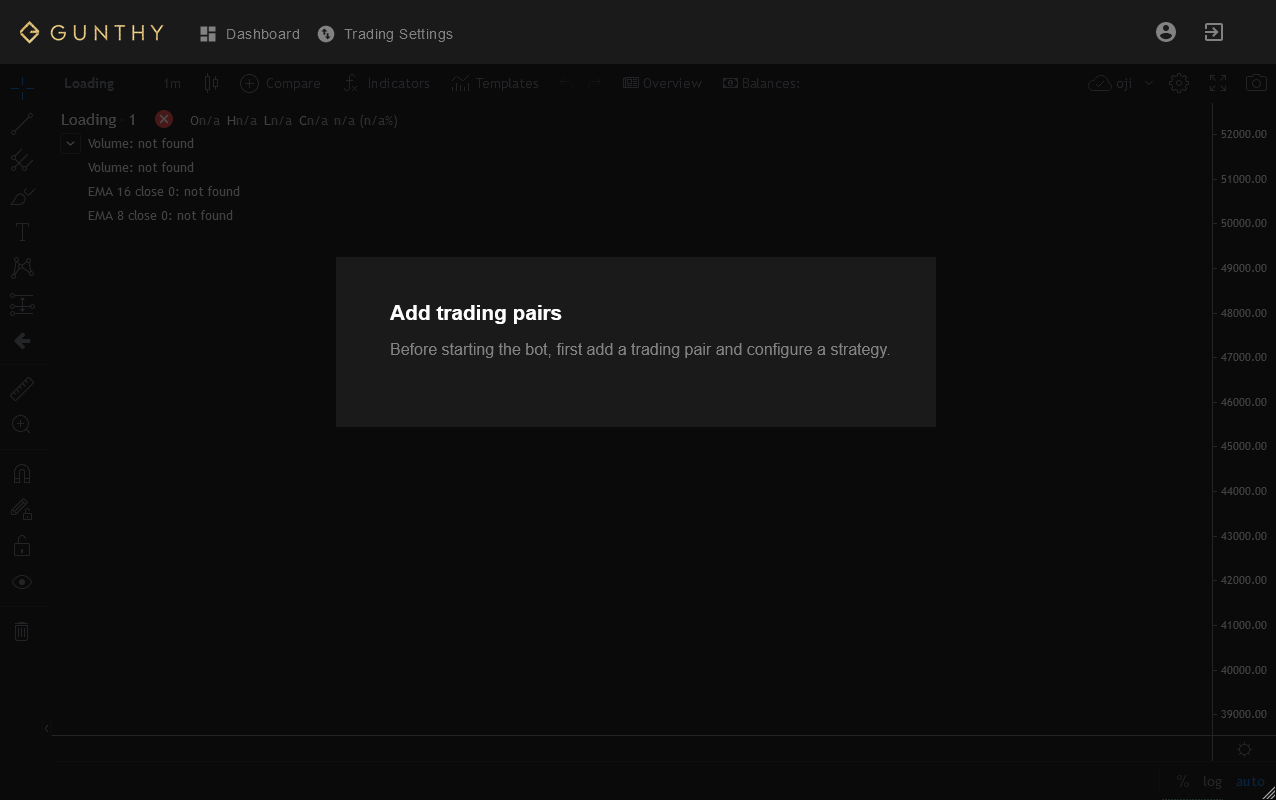 GUNTHY Dashboard Trading Settings
Loading 1m Compare Indicators Templates Overview Balances: oji
Loading 1 On/a Hn/a Ln/a Cn/a n/a (n/a%)
Volume: not found
Volume: not found
EMA 16 close 0: not found
EMA 8 close 0: not found
Add trading pairs
Before starting the bot, first add a trading pair and configure a strategy.
52000.00
51000.00
50000.00
49000.00
48000.00
47000.00
46000.00
45000.00
44000.00
43000.00
42000.00
41000.00
40000.00
39000.00
% log auto